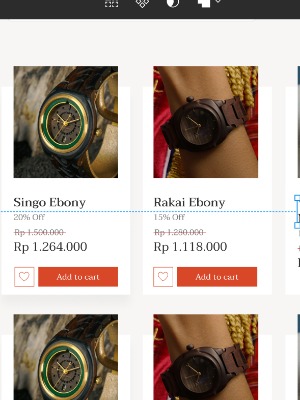 Singo Ebony
20% Off
Rp 1.500.000
Rp 1.264.000
Add to cart
Rakai Ebony
15% Off
Rp 1.280.000
Rp 1.118.000
Add to cart